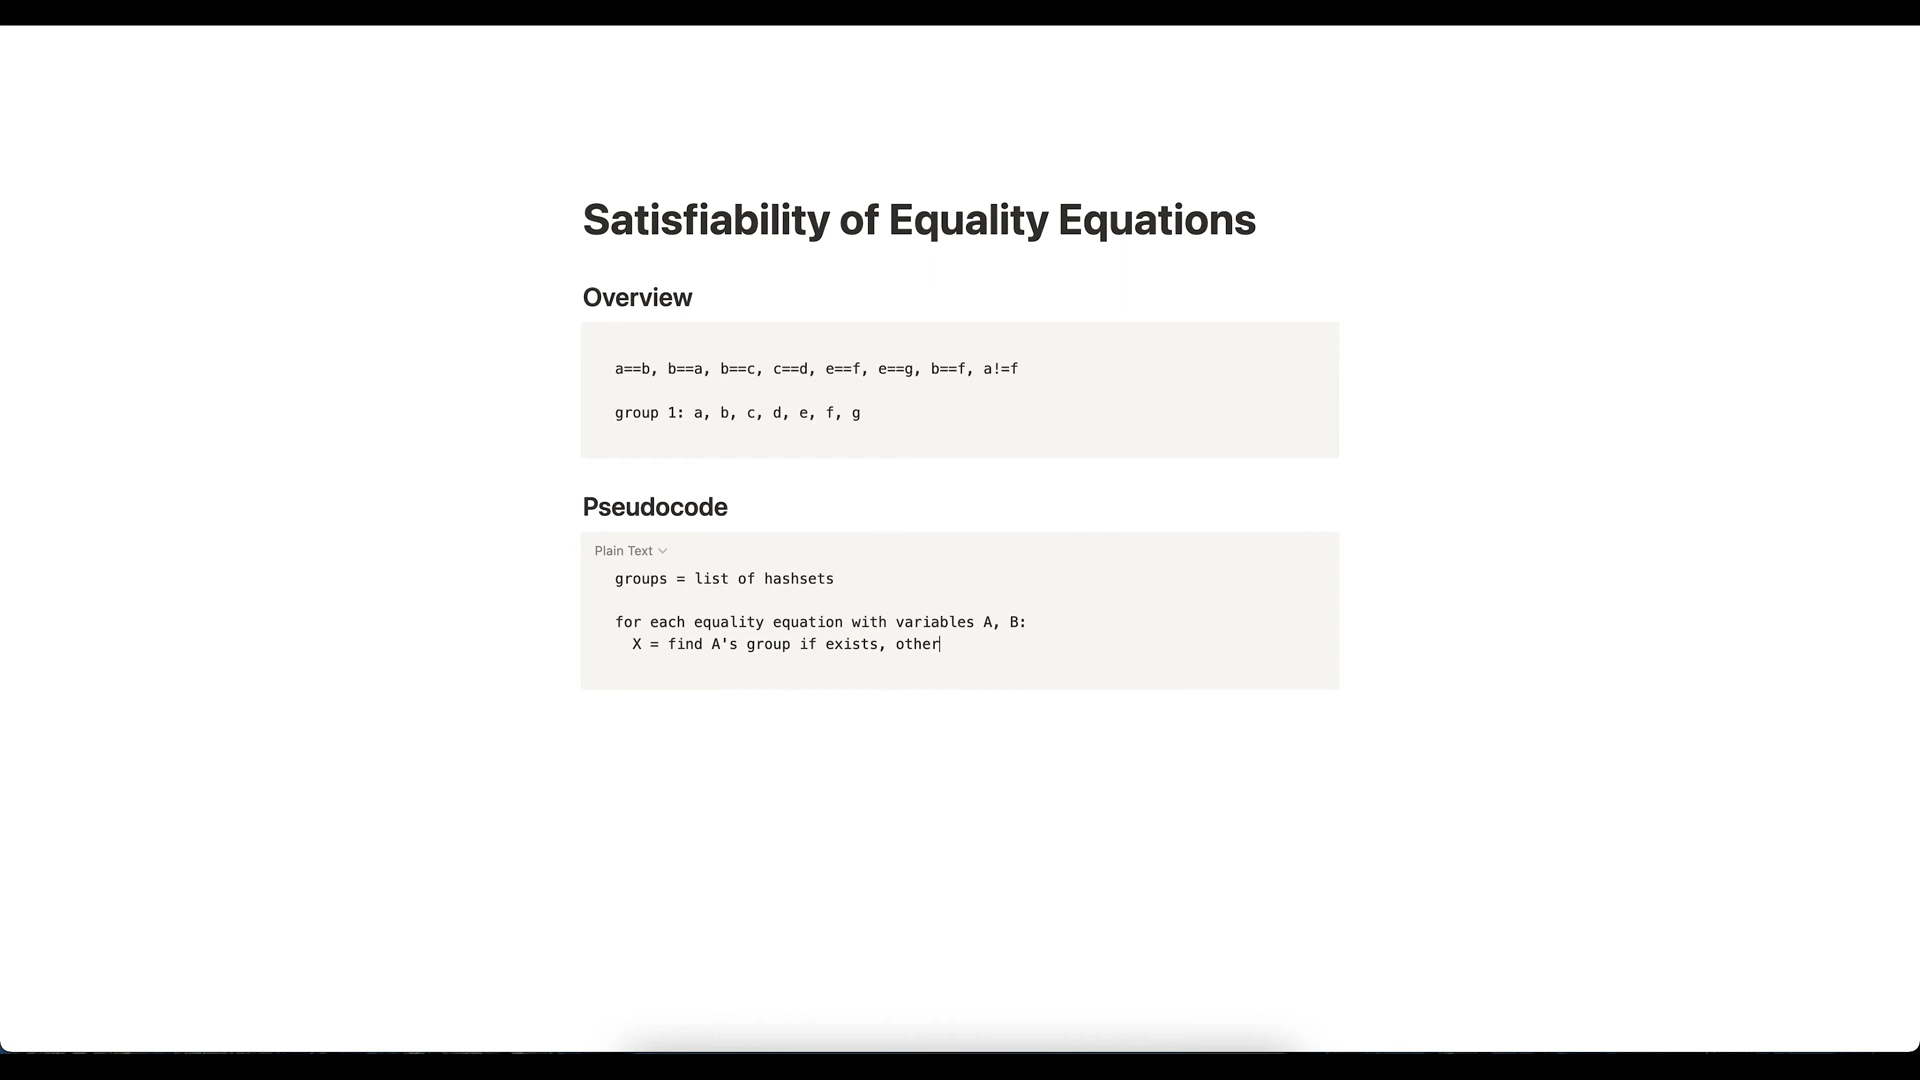 Satisfiability of Equality Equations
Overview
a==b, b==a, b==c, c==d, e==f, e==g, b==f, a!=f
group 1: a, b, c, d, e, f, g
Pseudocode
Plain Text
groups = list of hashsets
for each equality equation with variables A, B:
X = find A's group if exists, other